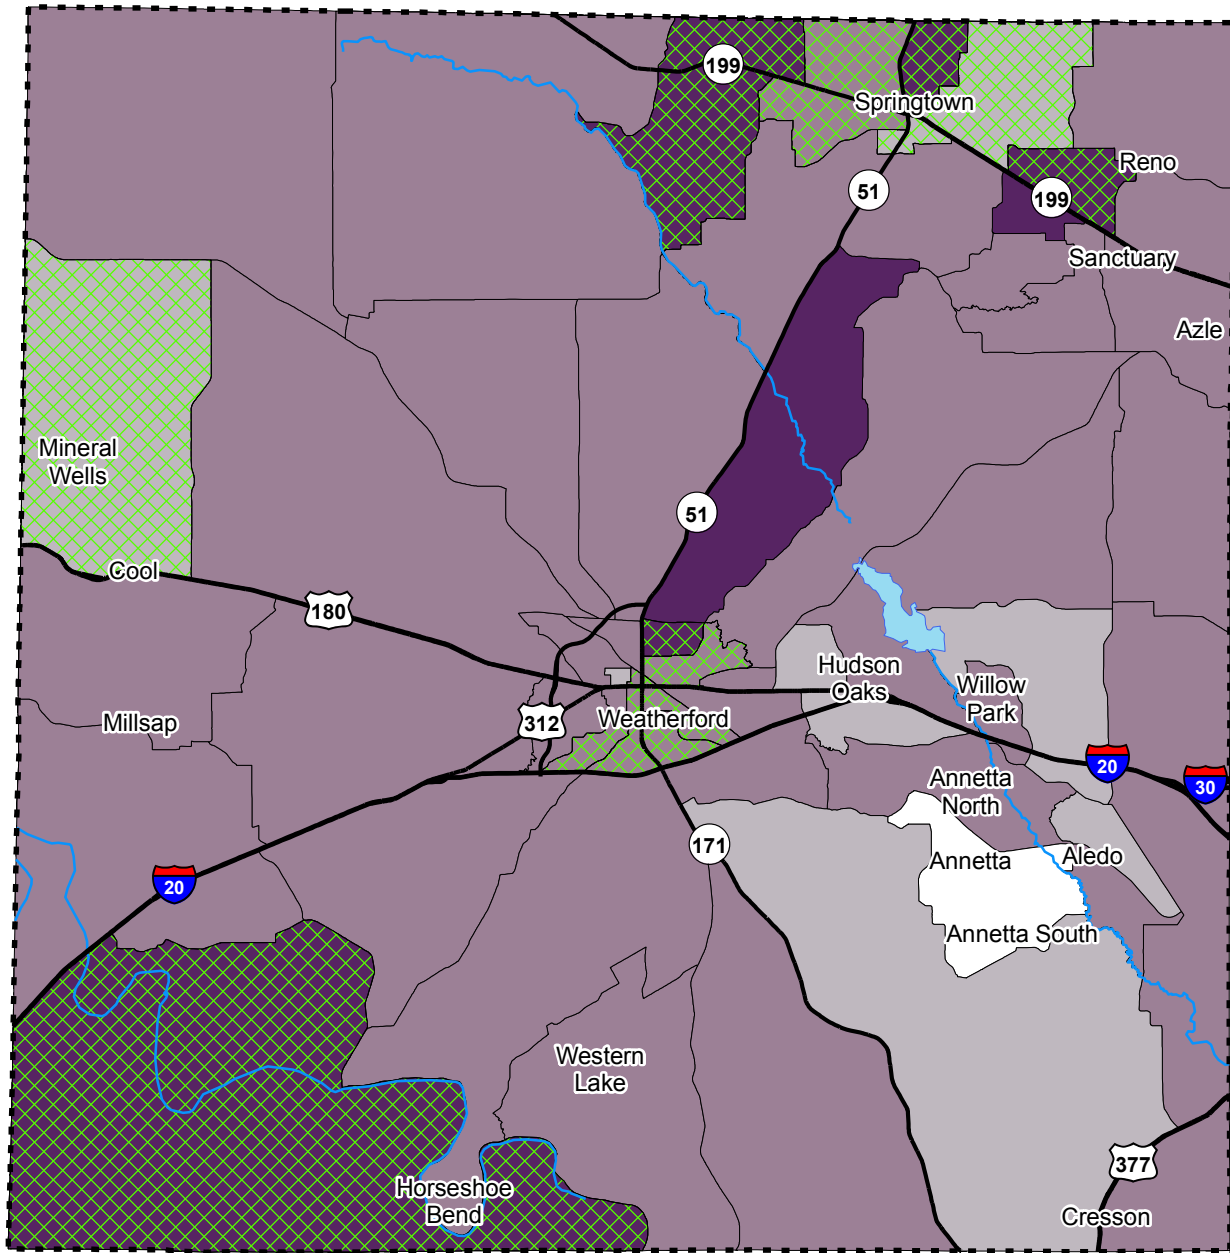 199
Springtown
Reno
51
199
Sanctuary
Azle
Mineral
Wells
51
Cool
180
Hudson
Oaks
Willow
Park
Millsap
312
Weatherford
20
30
Annetta
North
171
Annetta
Aledo
20
Annetta South
Western
Lake
377
Horseshoe
Bend
Cresson